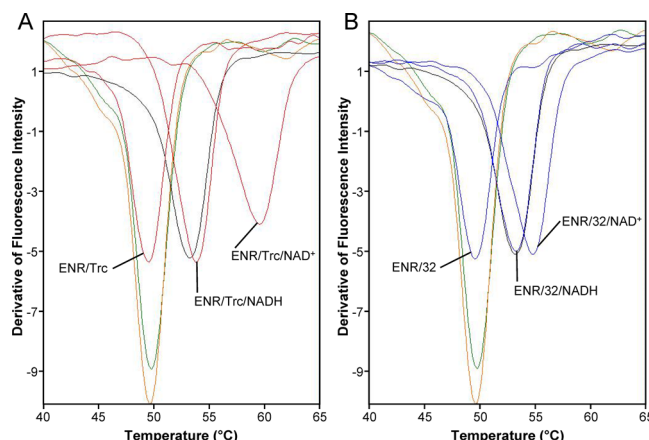 A
Derivative of Fluorescence Intensity
1
-1
-3
-5
-7
-9
ENR/Trc
ENR/Trc/NADH
ENR/Trc/NAD⁺
40 45 50 55 60 65
Temperature (°C)
B
Derivative of Fluorescence Intensity
1
-1
-3
-5
-7
-9
ENR/32
ENR/32/NADH
ENR/32/NAD⁺
40 45 50 55 60 65
Temperature (°C)